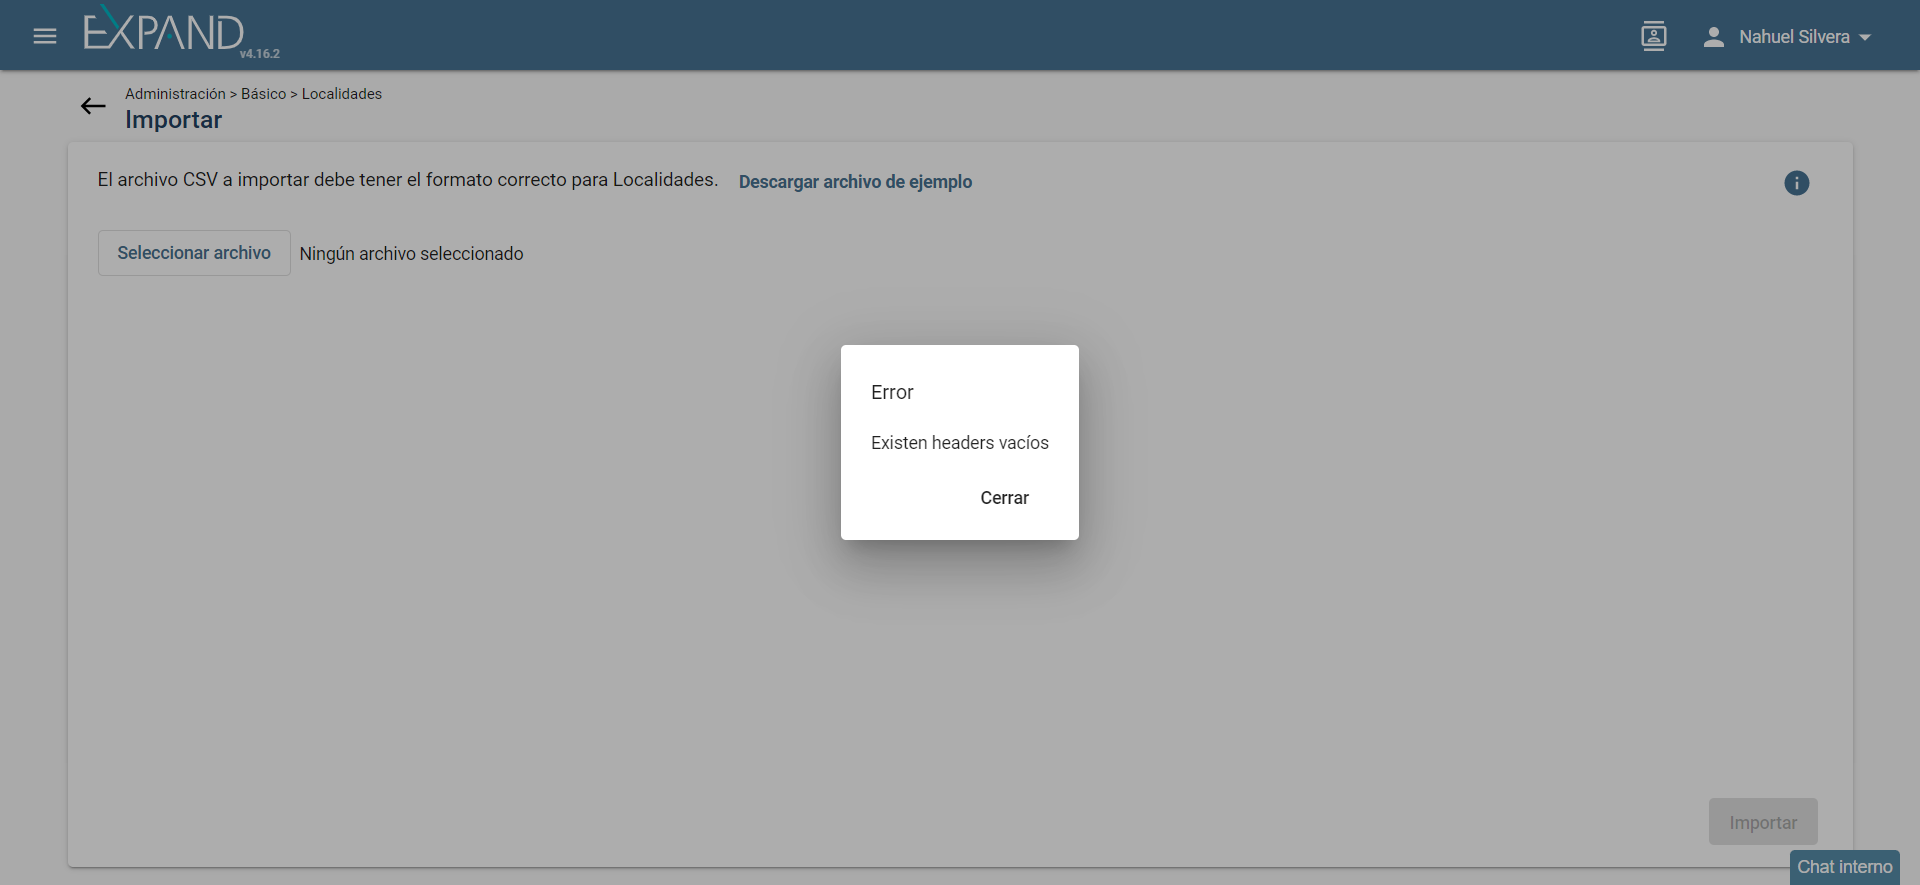 EXPAND
v4.16.2
Nahuel Silvera
Administración > Básico > Localidades
Importar
El archivo CSV a importar debe tener el formato correcto para Localidades.
Descargar archivo de ejemplo
Seleccionar archivo
Ningún archivo seleccionado
Error
Existen headers vacíos
Cerrar
Importar
Chat interno